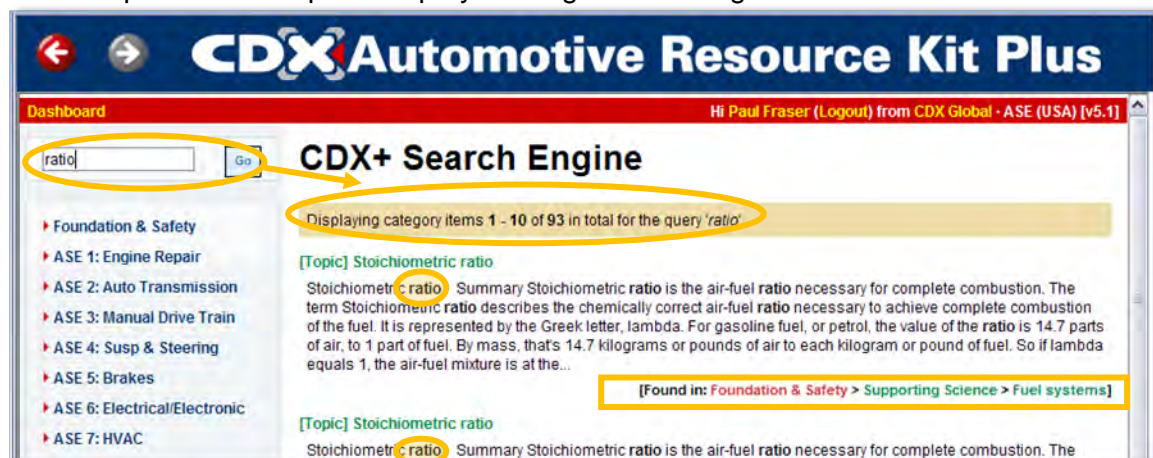 CDX Automotive Resource Kit Plus
Dashboard
Hi Paul Fraser (Logout) from CDX Global - ASE (USA) [v5.1]
ratio
Go
Foundation & Safety
ASE 1: Engine Repair
ASE 2: Auto Transmission
ASE 3: Manual Drive Train
ASE 4: Susp & Steering
ASE 5: Brakes
ASE 6: Electrical/Electronic
ASE 7: HVAC
CDX+ Search Engine
Displaying category items 1 - 10 of 93 in total for the query 'ratio'
[Topic] Stoichiometric ratio
Stoichiometric ratio Summary Stoichiometric ratio is the air-fuel ratio necessary for complete combustion. The
term Stoichiometric ratio describes the chemically correct air-fuel ratio necessary to achieve complete combustion
of the fuel. It is represented by the Greek letter, lambda. For gasoline fuel, or petrol, the value of the ratio is 14.7 parts
of air, to 1 part of fuel. By mass, that's 14.7 kilograms or pounds of air to each kilogram or pound of fuel. So if lambda
equals 1, the air-fuel mixture is at the...
[Found in: Foundation & Safety > Supporting Science > Fuel systems]
[Topic] Stoichiometric ratio
Stoichiometric ratio Summary Stoichiometric ratio is the air-fuel ratio necessary for complete combustion. The